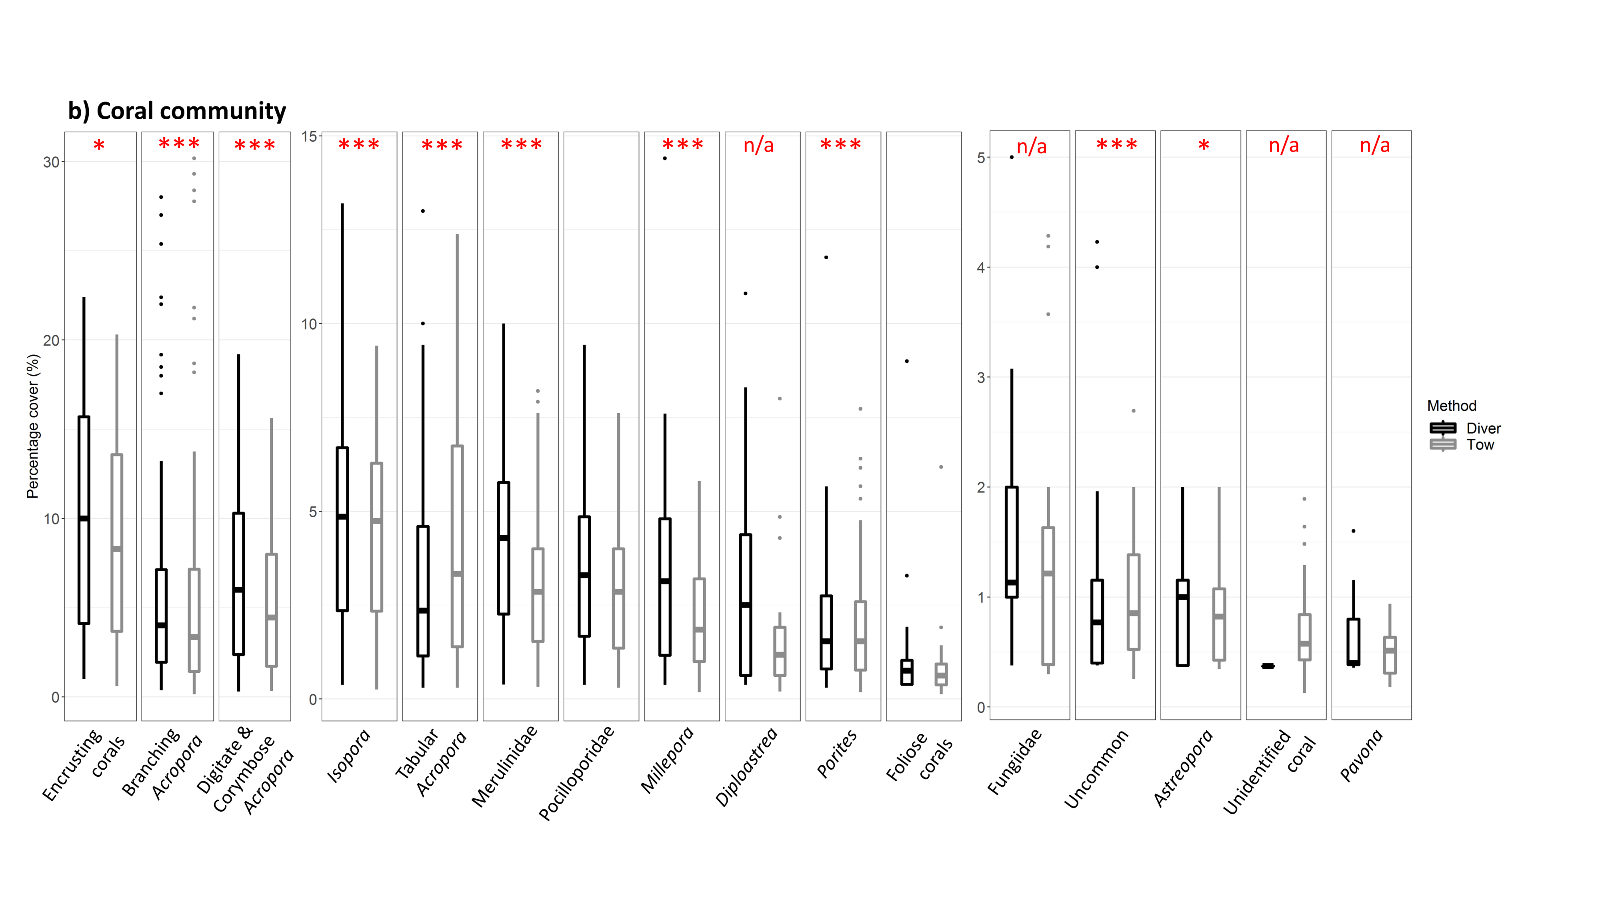 b) Coral community
* *** *** *** *** *** *** n/a *** n/a *** * n/a n/a
Percentage cover (%)
30
20
10
0
15
10
5
0
5
4
3
2
1
0
Encrusting
corals
Branching
Acropora
Digitate &
Corymbose
Acropora
Isopora
Tabular
Acropora
Merulinidae
Pocilloporidae
Millepora
Diploastrea
Porites
Foliose
corals
Fungiidae
Uncommon
Astreopora
Unidentified
coral
Pavona
Method
Diver
Tow